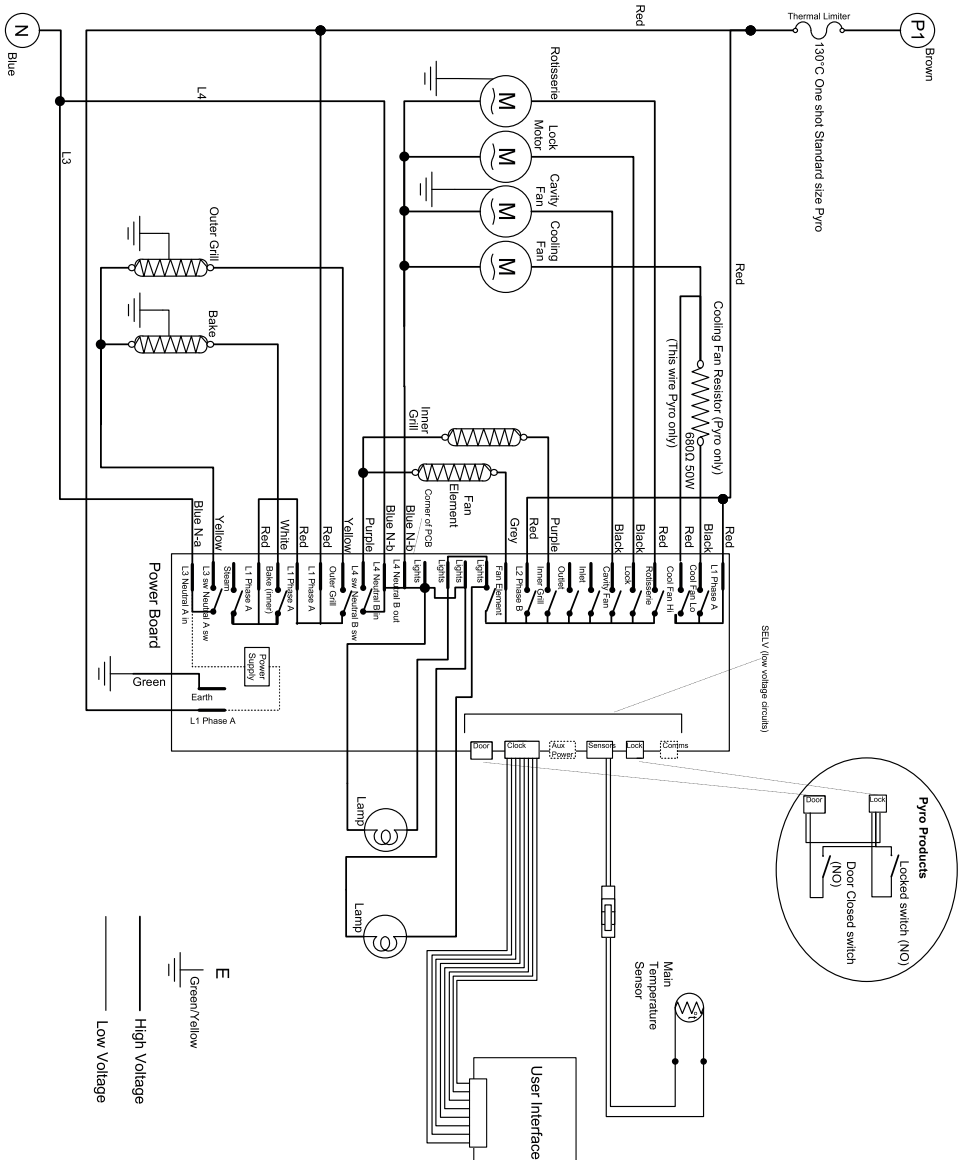 P1
Brown
Thermal Limiter
130°C One shot Standard size Pyro
Red
N
Blue
L4
L3
Red
Rotisserie
M
Lock
Motor
M
Cavity
Fan
M
Cooling
Fan
M
Cooling Fan Resistor (Pyro only)
680Ω 50W
(This wire Pyro only)
Outer Grill
Bake
Inner
Grill
Fan
Element
Corner of PCB
Red
Black
Red
Red
Black
Black
Purple
Red
Grey
Blue N-b
Blue N-b
Purple
Yellow
Red
Red
White
Red
Yellow
Blue N-a
L1 Phase A
Cool Fan Lo
Cool Fan Hi
Rotisserie
Lock
Cavity Fan
Inlet
Outlet
Inner
Grill
L2 Phase B
Fan Element
Lights
Lights
Lights
Lights
L4 Neutral B out
L4 Neutral B in
L4 sw Neutral B sw
Outer Grill
L1 Phase A
L1 Phase A
Bake (inner)
L1 Phase A
Steam
L3 sw Neutral A sw
L3 Neutral A in
Power Board
Power
Supply
Green
Earth
L1 Phase A
SELV (low voltage circuits)
Door
Clock
Aux
Power
Sensors
Lock
Comms
Pyro Products
Lock
Door
Locked switch (NO)
Door Closed switch
(NO)
Lamp
Lamp
Main
Temperature
Sensor
t
User Interface
E
Green/Yellow
High Voltage
Low Voltage